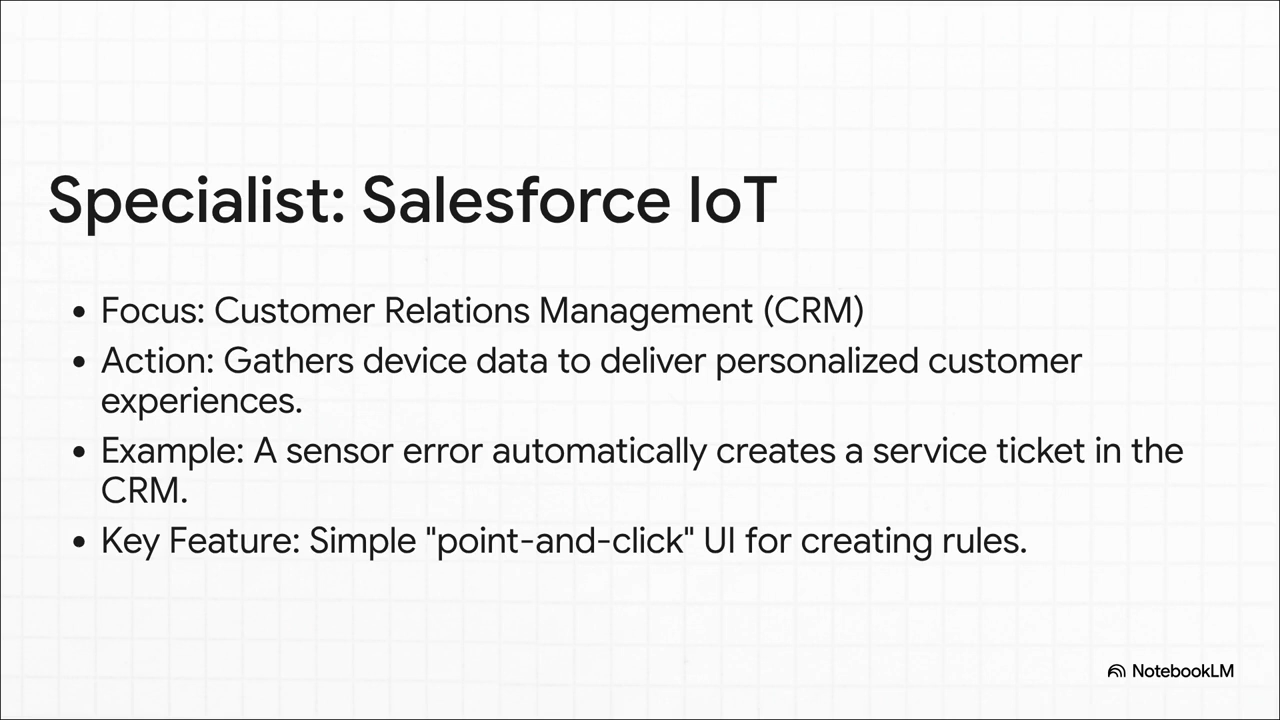 Specialist: Salesforce IoT
• Focus: Customer Relations Management (CRM)
• Action: Gathers device data to deliver personalized customer
experiences.
• Example: A sensor error automatically creates a service ticket in the
CRM.
• Key Feature: Simple "point-and-click" UI for creating rules.
NotebookLM